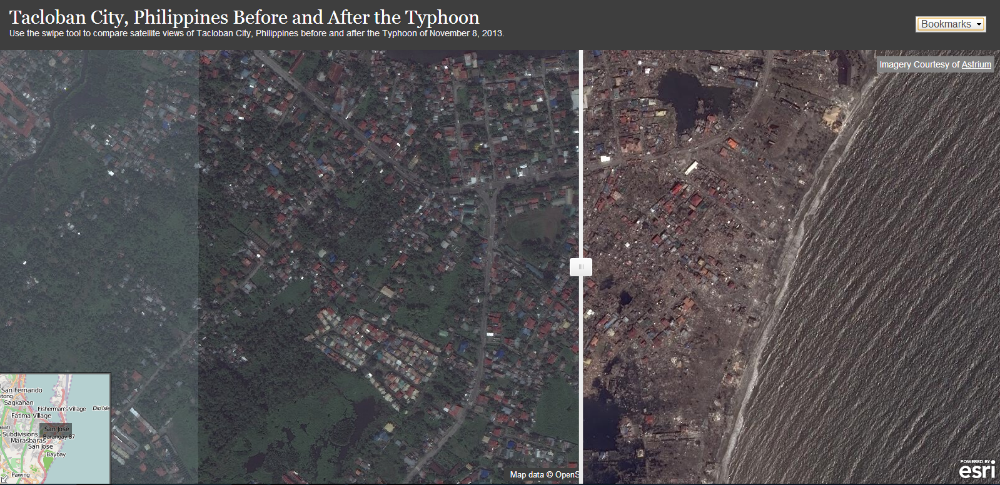 Tacloban City, Philippines Before and After the Typhoon
Use the swipe tool to compare satellite views of Tacloban City, Philippines before and after the Typhoon of November 8, 2013.
Bookmarks
Imagery Courtesy of Astrium
San Fernando
itong
Sagkahan
Fisherman's Village
Dio Isle
Fatima Village
aan
San Jose
Subdivisions
Barangay 87
Marasbaras
San Jose
Baybay
Pawing
Map data © OpenS
POWERED BY
esri